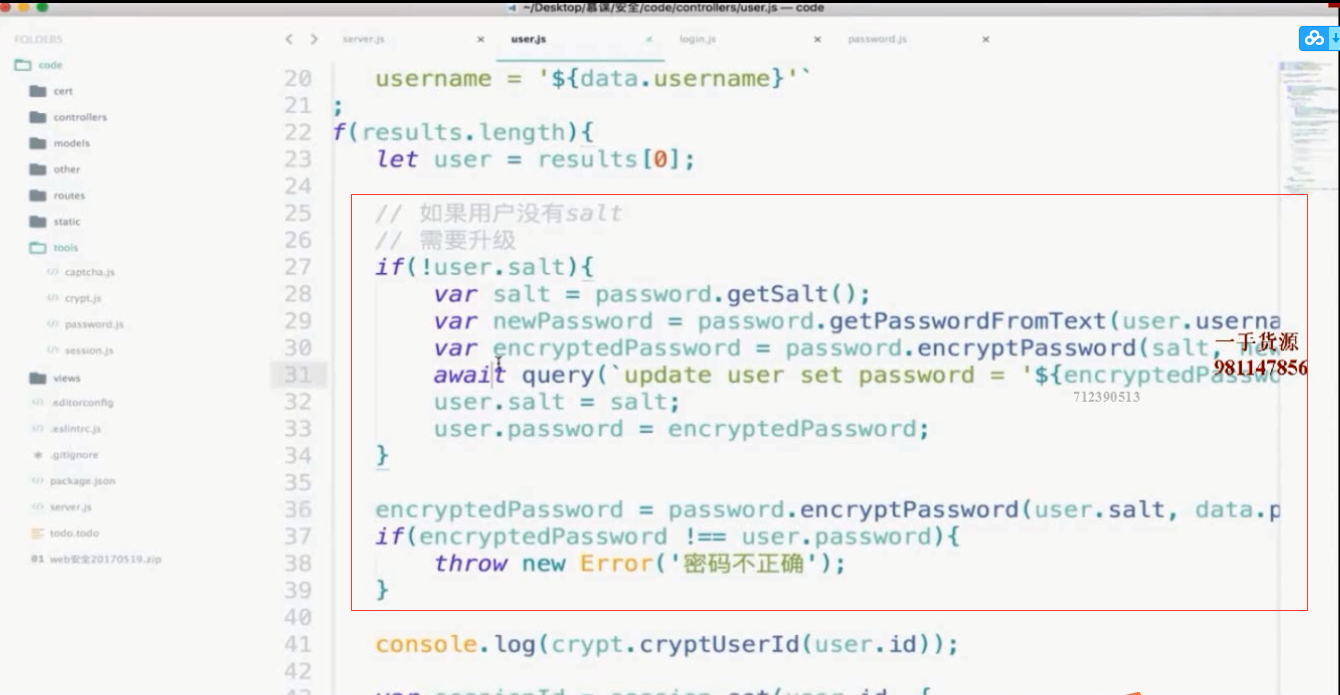 ~/Desktop/慕课/安全/code/controllers/user.js — code
FOLDERS
code
cert
controllers
models
other
routes
static
tools
captcha.js
crypt.js
password.js
session.js
views
.editorconfig
.eslintrc.js
.gitignore
package.json
server.js
todo.todo
01 web安全20170519.zip
server.js × user.js × login.js × password.js ×
20 username = '${data.username}'`
21 ;
22 f(results.length){
23 let user = results[0];
24
25 // 如果用户没有salt
26 // 需要升级
27 if(!user.salt){
28 var salt = password.getSalt();
29 var newPassword = password.getPasswordFromText(user.userna
30 var encryptedPassword = password.encryptPassword(salt,
31 await query(`update user set password = '${encryptedPasswo
32 user.salt = salt;
33 user.password = encryptedPassword;
34 }
35
36 encryptedPassword = password.encryptPassword(user.salt, data.p
37 if(encryptedPassword !== user.password){
38 throw new Error('密码不正确');
39 }
40
41 console.log(crypt.cryptUserId(user.id));
42
一手货源
981147856
712390513